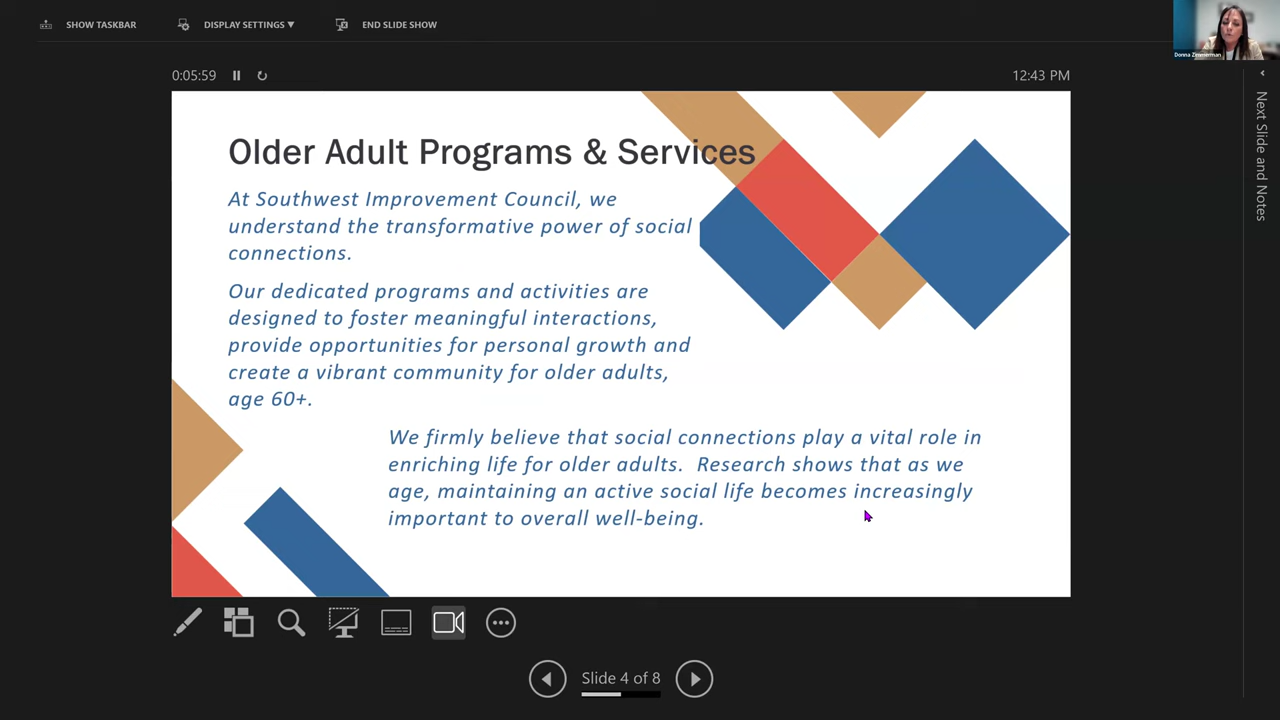 SHOW TASKBAR
DISPLAY SETTINGS ▼
END SLIDE SHOW
Donna Zimmerman
0:05:59
12:43 PM
Next Slide and Notes
Older Adult Programs & Services
At Southwest Improvement Council, we
understand the transformative power of social
connections.
Our dedicated programs and activities are
designed to foster meaningful interactions,
provide opportunities for personal growth and
create a vibrant community for older adults,
age 60+.
We firmly believe that social connections play a vital role in
enriching life for older adults.  Research shows that as we
age, maintaining an active social life becomes increasingly
important to overall well-being.
Slide 4 of 8